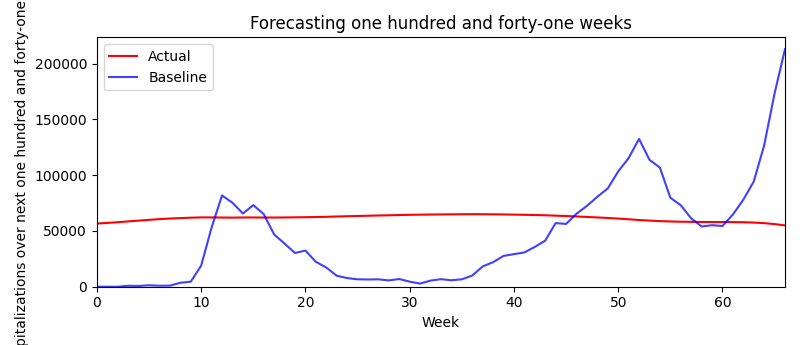 Forecasting one hundred and forty-one weeks
Actual
Baseline
200000
150000
100000
50000
0
0 10 20 30 40 50 60
Week
pitalizations over next one hundred and forty-one